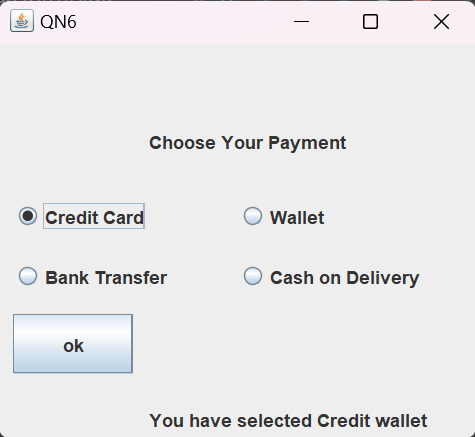 QN6
Choose Your Payment
Credit Card
Wallet
Bank Transfer
Cash on Delivery
ok
You have selected Credit wallet